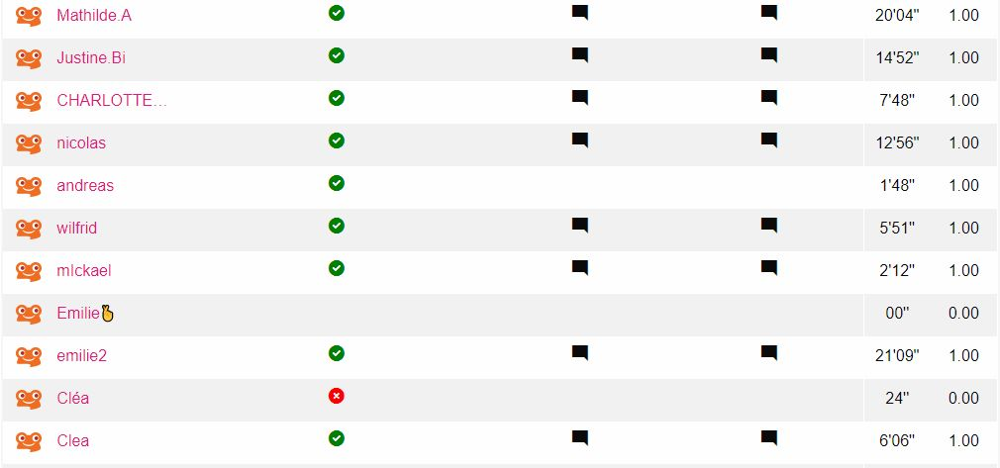 Mathilde.A 20'04" 1.00
Justine.Bi 14'52" 1.00
CHARLOTTE... 7'48" 1.00
nicolas 12'56" 1.00
andreas 1'48" 1.00
wilfrid 5'51" 1.00
mIckael 2'12" 1.00
Emilie🫰 00" 0.00
emilie2 21'09" 1.00
Cléa 24" 0.00
Clea 6'06" 1.00